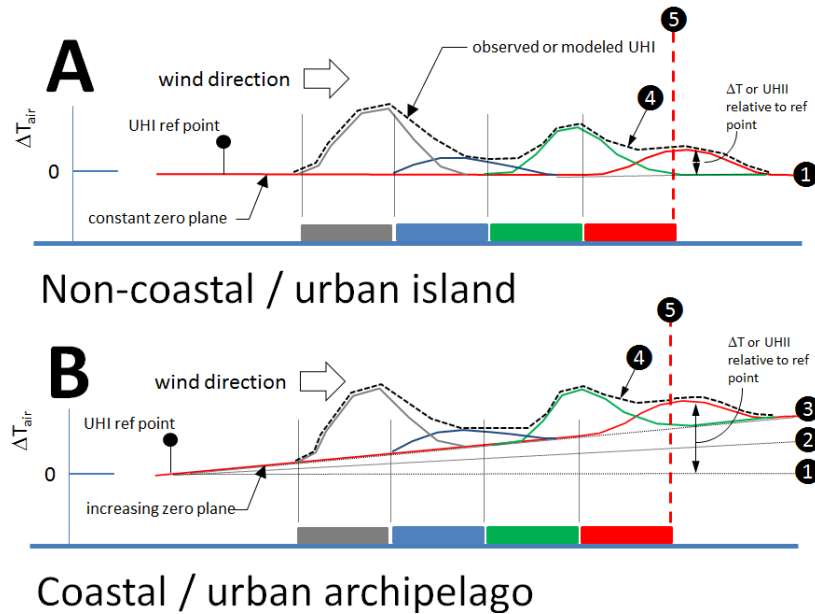 A
wind direction
observed or modeled UHI
5
4
ΔT or UHII
relative to ref
point
UHI ref point
ΔTair
0
1
constant zero plane
Non-coastal / urban island
B
wind direction
5
4
ΔT or UHII
relative to ref
point
UHI ref point
ΔTair
3
2
0
1
increasing zero plane
Coastal / urban archipelago